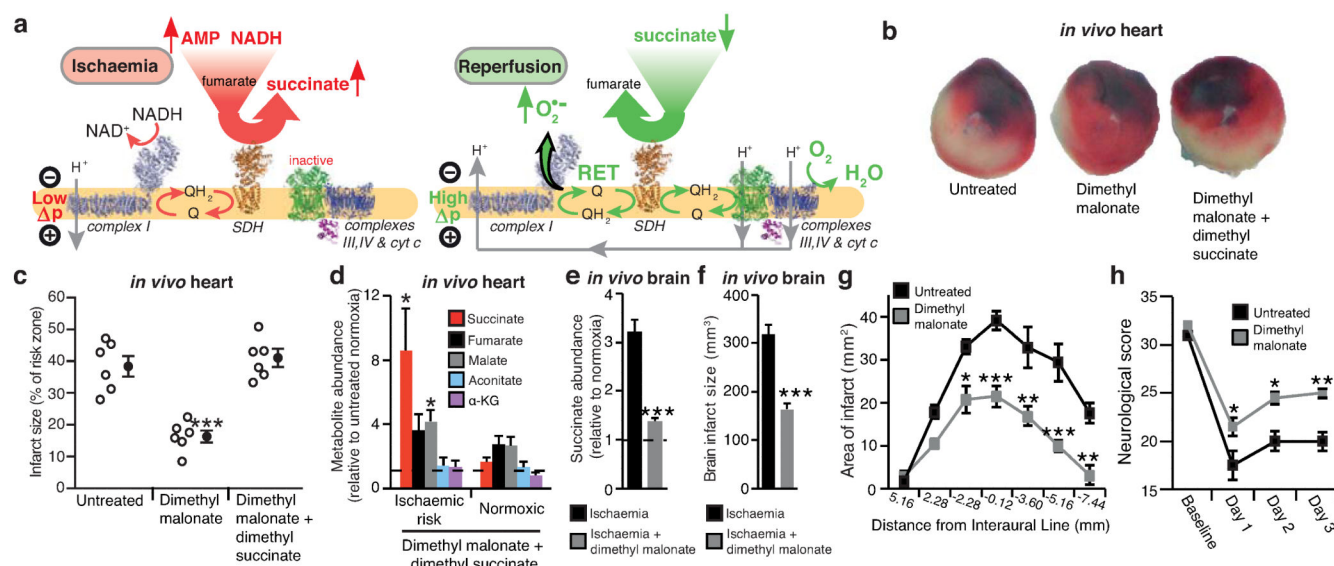 a
Ischaemia
AMP NADH
fumarate
succinate
NADH
NAD+
H+
inactive
−
Low
Δp
+
QH2
Q
complex I
SDH
complexes
III,IV & cyt c
Reperfusion
succinate
fumarate
O2•−
H+
RET
H+
H+
O2
H2O
−
High
Δp
+
Q
QH2
Q
QH2
complex I
SDH
complexes
III,IV & cyt c
b
in vivo heart
Untreated
Dimethyl
malonate
Dimethyl
malonate +
dimethyl
succinate
c
in vivo heart
Infarct size (% of risk zone)
60
50
40
30
20
10
0
***
Untreated
Dimethyl
malonate
Dimethyl
malonate +
dimethyl
succinate
d
in vivo heart
Metabolite abundance
(relative to untreated normoxia)
12
8
4
0
*
*
Succinate
Fumarate
Malate
Aconitate
α-KG
Ischaemic
risk
Normoxic
Dimethyl malonate +
dimethyl succinate
e
in vivo brain
Succinate abundance
(relative to normoxia)
4
3
2
1
0
***
Ischaemia
Ischaemia +
dimethyl malonate
f
in vivo brain
Brain infarct size (mm3)
400
300
200
100
0
***
Ischaemia
Ischaemia +
dimethyl malonate
g
Untreated
Dimethyl
malonate
Area of infarct (mm2)
40
30
20
10
0
* *** ** *** **
5.16 2.28 -2.28 -0.12 -3.60 -5.16 -7.44
Distance from Interaural Line (mm)
h
Untreated
Dimethyl
malonate
Neurological score
35
30
25
20
15
* * **
Baseline
Day 1
Day 2
Day 3